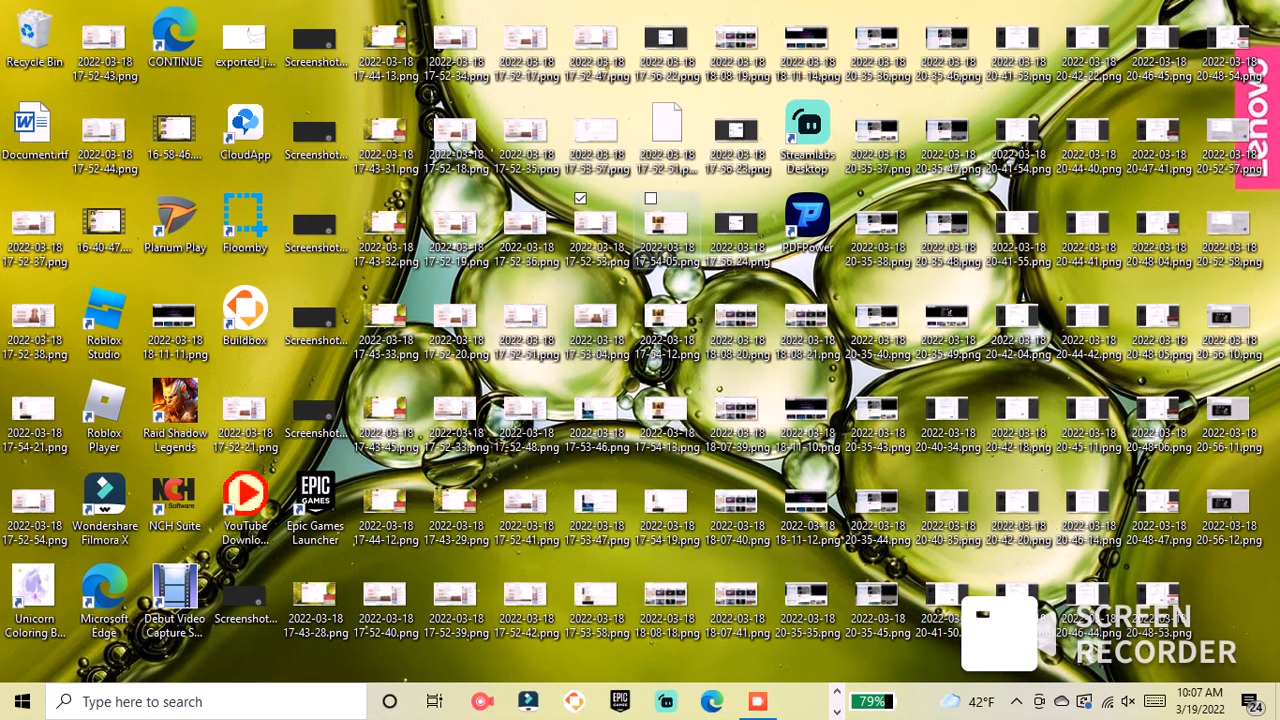 Recycle Bin
2022-03-18
17-52-43.png
CONTINUE
exported_i...
Screenshot...
2022-03-18
17-44-13.png
2022-03-18
17-52-34.png
2022-03-18
17-52-17.png
2022-03-18
17-52-47.png
2022-03-18
17-56-22.png
2022-03-18
18-08-19.png
2022-03-18
18-11-14.png
2022-03-18
20-35-36.png
2022-03-18
20-35-46.png
2022-03-18
20-41-53.png
2022-03-18
20-42-22.png
2022-03-18
20-46-45.png
2022-03-18
20-48-54.png
lenovo
Document.rtf
2022-03-18
17-52-44.png
16-58-46....
CloudApp
Screenshot...
2022-03-18
17-43-31.png
2022-03-18
17-52-18.png
2022-03-18
17-52-35.png
2022-03-18
17-53-57.png
2022-03-18
17-52-51.p...
2022-03-18
17-56-23.png
Streamlabs
Desktop
2022-03-18
20-35-37.png
2022-03-18
20-35-47.png
2022-03-18
20-41-54.png
2022-03-18
20-44-40.png
2022-03-18
20-47-41.png
2022-03-18
20-52-57.png
2022-03-18
17-52-37.png
16-40-47....
Plarium Play
Floomby
Screenshot...
2022-03-18
17-43-32.png
2022-03-18
17-52-19.png
2022-03-18
17-52-36.png
2022-03-18
17-52-53.png
2022-03-18
17-54-05.png
2022-03-18
17-56-24.png
PDFPower
2022-03-18
20-35-38.png
2022-03-18
20-35-48.png
2022-03-18
20-41-55.png
2022-03-18
20-44-41.png
2022-03-18
20-48-04.png
2022-03-18
20-52-58.png
2022-03-18
17-52-38.png
Roblox
Studio
2022-03-18
18-11-11.png
Buildbox
Screenshot...
2022-03-18
17-43-33.png
2022-03-18
17-52-20.png
2022-03-18
17-52-51.png
2022-03-18
17-53-04.png
2022-03-18
17-54-12.png
2022-03-18
18-08-20.png
2022-03-18
18-08-21.png
2022-03-18
20-35-40.png
2022-03-18
20-35-49.png
2022-03-18
20-42-04.png
2022-03-18
20-44-42.png
2022-03-18
20-48-05.png
2022-03-18
20-56-10.png
2022-03-18
17-54-21.png
Roblox
Player
Raid Shadow
Legends
2022-03-18
17-52-21.png
Screenshot...
2022-03-18
17-43-45.png
2022-03-18
17-52-33.png
2022-03-18
17-52-48.png
2022-03-18
17-53-46.png
2022-03-18
17-54-13.png
2022-03-18
18-07-39.png
2022-03-18
18-11-10.png
2022-03-18
20-35-43.png
2022-03-18
20-40-34.png
2022-03-18
20-42-18.png
2022-03-18
20-45-11.png
2022-03-18
20-48-06.png
2022-03-18
20-56-11.png
2022-03-18
17-52-54.png
Wondershare
Filmora X
NCH Software
NCH Suite
YouTube
Downlo...
EPIC
GAMES
Epic Games
Launcher
2022-03-18
17-44-12.png
2022-03-18
17-43-29.png
2022-03-18
17-52-41.png
2022-03-18
17-53-47.png
2022-03-18
17-54-19.png
2022-03-18
18-07-40.png
2022-03-18
18-11-12.png
2022-03-18
20-35-44.png
2022-03-18
20-40-35.png
2022-03-18
20-42-20.png
2022-03-18
20-46-14.png
2022-03-18
20-48-47.png
2022-03-18
20-56-12.png
Unicorn
Coloring B...
Microsoft
Edge
Debut Video
Capture S...
Screenshot...
2022-03-18
17-43-28.png
2022-03-18
17-52-40.png
2022-03-18
17-52-39.png
2022-03-18
17-52-42.png
2022-03-18
17-53-58.png
2022-03-18
18-08-18.png
2022-03-18
18-07-41.png
2022-03-18
20-35-35.png
2022-03-18
20-35-45.png
2022-03-18
20-41-50.
20-46-44.png
2022-03-18
20-48-53.png
SCREEN
RECORDER
Type here to search
EPIC
GAMES
79%
42°F
10:07 AM
3/19/2022
24